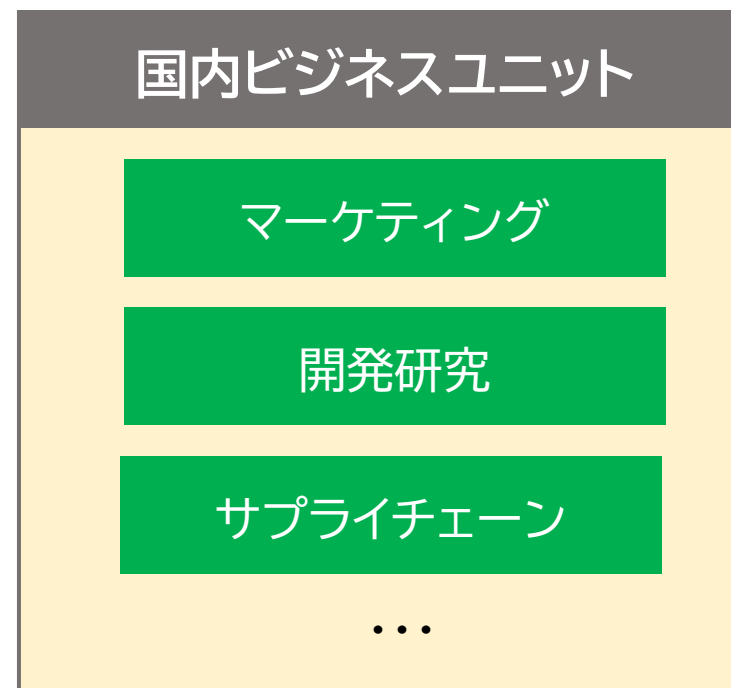 国内ビジネスユニット
マーケティング
開発研究
サプライチェーン
・・・